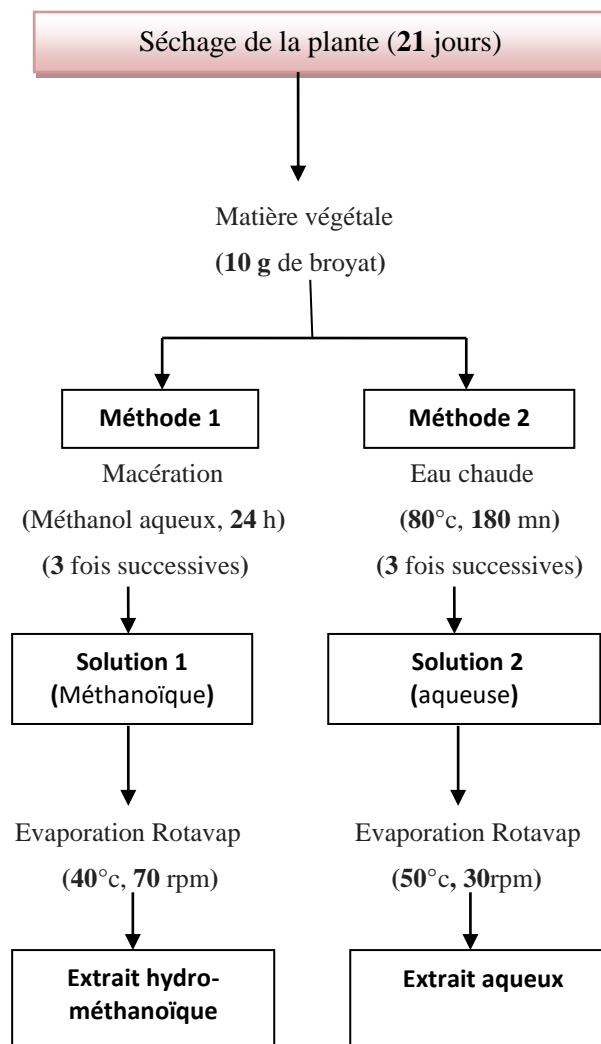 Séchage de la plante (21 jours)
Matière végétale
(10 g de broyat)
Méthode 1
Macération
(Méthanol aqueux, 24 h)
(3 fois successives)
Solution 1
(Méthanoïque)
Evaporation Rotavap
(40°c, 70 rpm)
Extrait hydro-
méthanoïque
Méthode 2
Eau chaude
(80°c, 180 mn)
(3 fois successives)
Solution 2
(aqueuse)
Evaporation Rotavap
(50°c, 30rpm)
Extrait aqueux